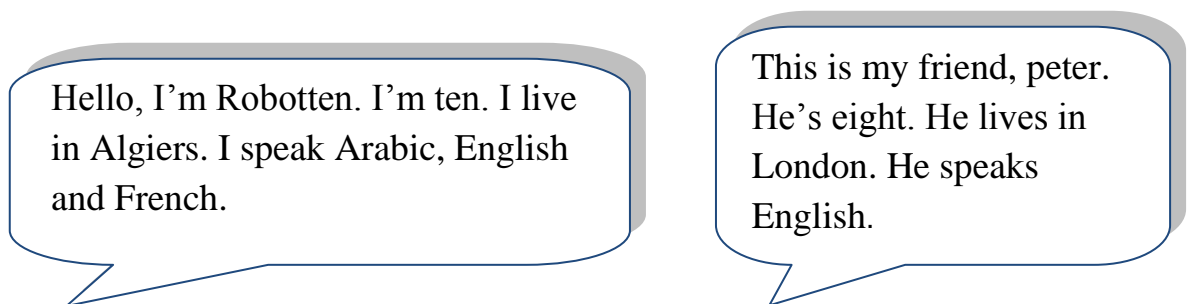 Hello, I’m Robotten. I’m ten. I live
in Algiers. I speak Arabic, English
and French.
This is my friend, peter.
He’s eight. He lives in
London. He speaks
English.